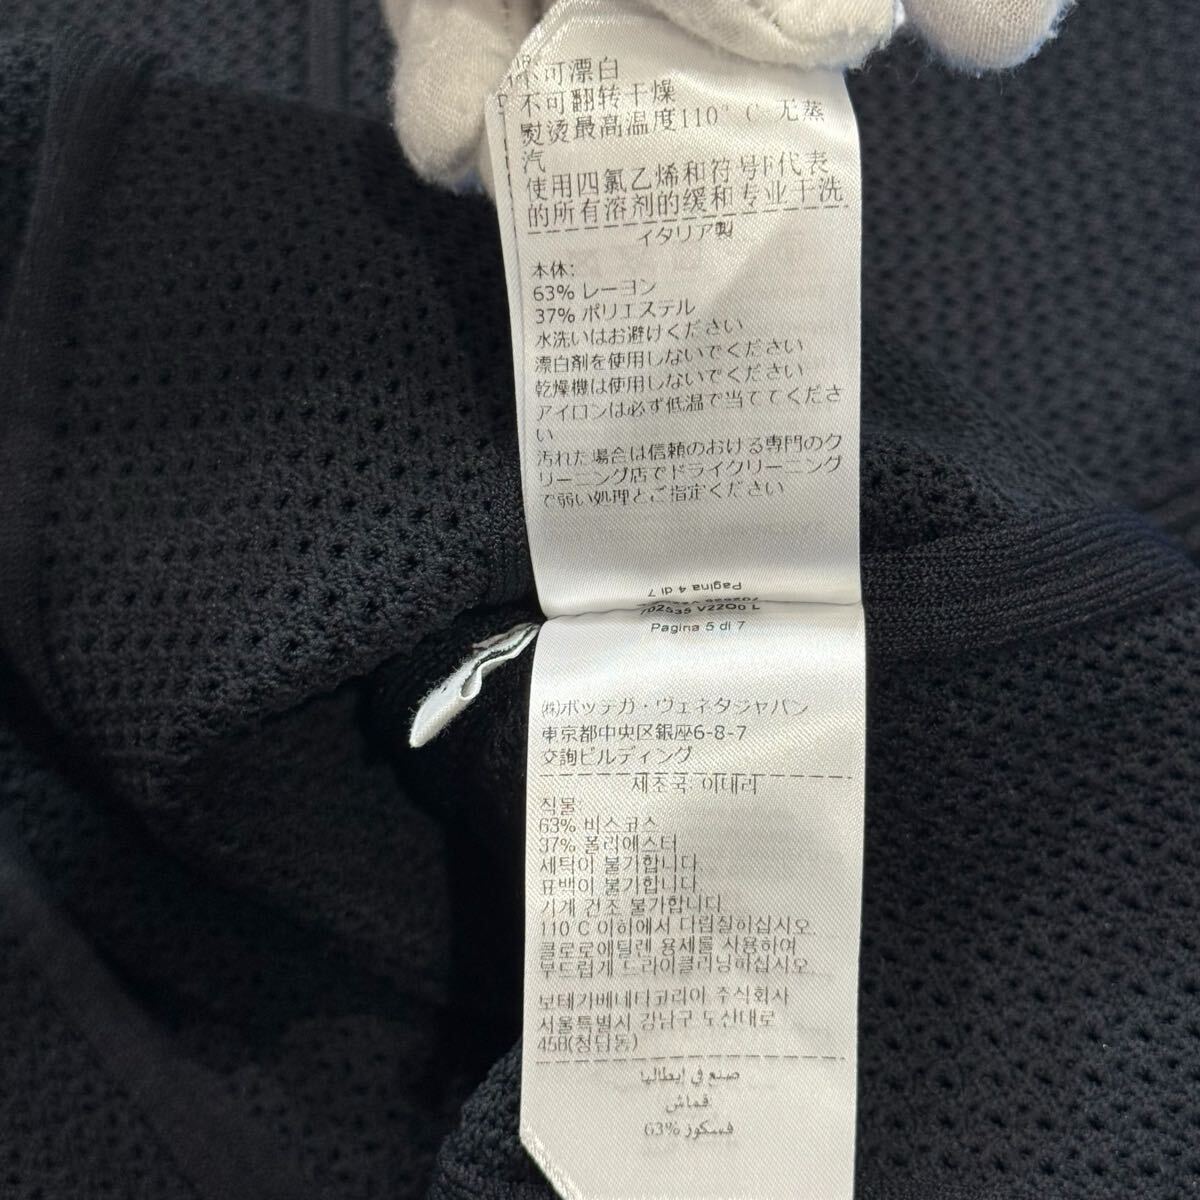 不可漂白
不可翻转干燥
熨烫最高温度110° C 无蒸
汽
使用四氯乙烯和符号F代表
的所有溶剂的缓和专业干洗
イタリア製
本体:
63% レーヨン
37% ポリエステル
水洗いはお避けください
漂白剤を使用しないでください
乾燥機は使用しないでください
アイロンは必ず低温で当ててくださ
い
汚れた場合は信頼のおける専門のク
リーニング店でドライクリーニング
で弱い処理とご指定ください
Pagina 4 di 7
702535 V22Q0 L
Pagina 5 di 7
㈱ボッテガ・ヴェネタジャパン
東京都中央区銀座6-8-7
交詢ビルディング
제조국: 이태리
직물:
63% 비스코스
37% 폴리에스터
세탁이 불가합니다
표백이 불가합니다
기계 건조 불가합니다
110 C 이하에서 다림질하십시오.
클로로에틸렌 용제를 사용하여
부드럽게 드라이클리닝하십시오
보테가베네타코리아 주식회사
서울특별시 강남구 도산대로
458(청담동)
صنع في إيطاليا
قماش
63% فسكوز